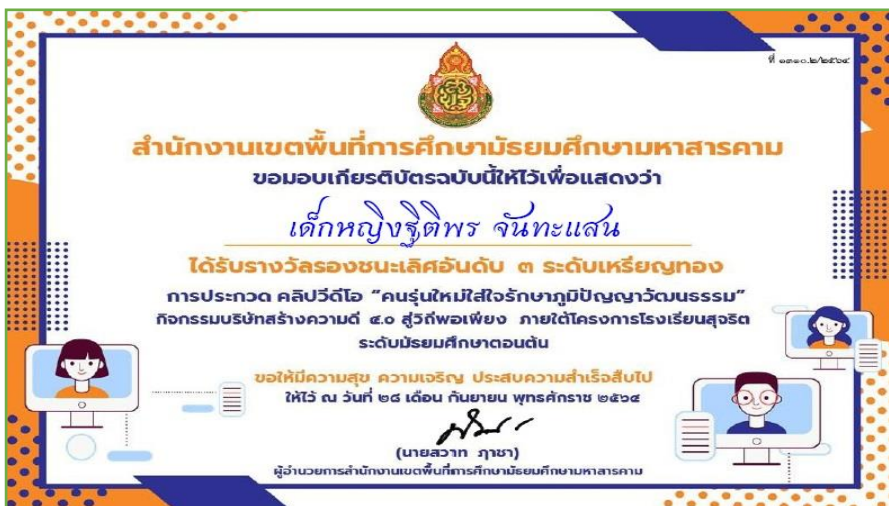 ที่ ๑๓๑๐.๒/๒๕๖๔
สำนักงานเขตพื้นที่การศึกษามัธยมศึกษามหาสารคาม
ขอมอบเกียรติบัตรฉบับนี้ให้ไว้เพื่อแสดงว่า
เด็กหญิงฐิติพร จันทะแสน
ได้รับรางวัลรองชนะเลิศอันดับ ๓ ระดับเหรียญทอง
การประกวด คลิปวีดีโอ “คนรุ่นใหม่ใส่ใจรักษาภูมิปัญญาวัฒนธรรม”
กิจกรรมบริษัทสร้างความดี ๔.๐ สู่วิถีพอเพียง ภายใต้โครงการโรงเรียนสุจริต
ระดับมัธยมศึกษาตอนต้น
ขอให้มีความสุข ความเจริญ ประสบความสำเร็จสืบไป
ให้ไว้ ณ วันที่ ๒๘ เดือน กันยายน พุทธศักราช ๒๕๖๔
(นายสวาท ฦาชา)
ผู้อำนวยการสำนักงานเขตพื้นที่การศึกษามัธยมศึกษามหาสารคาม